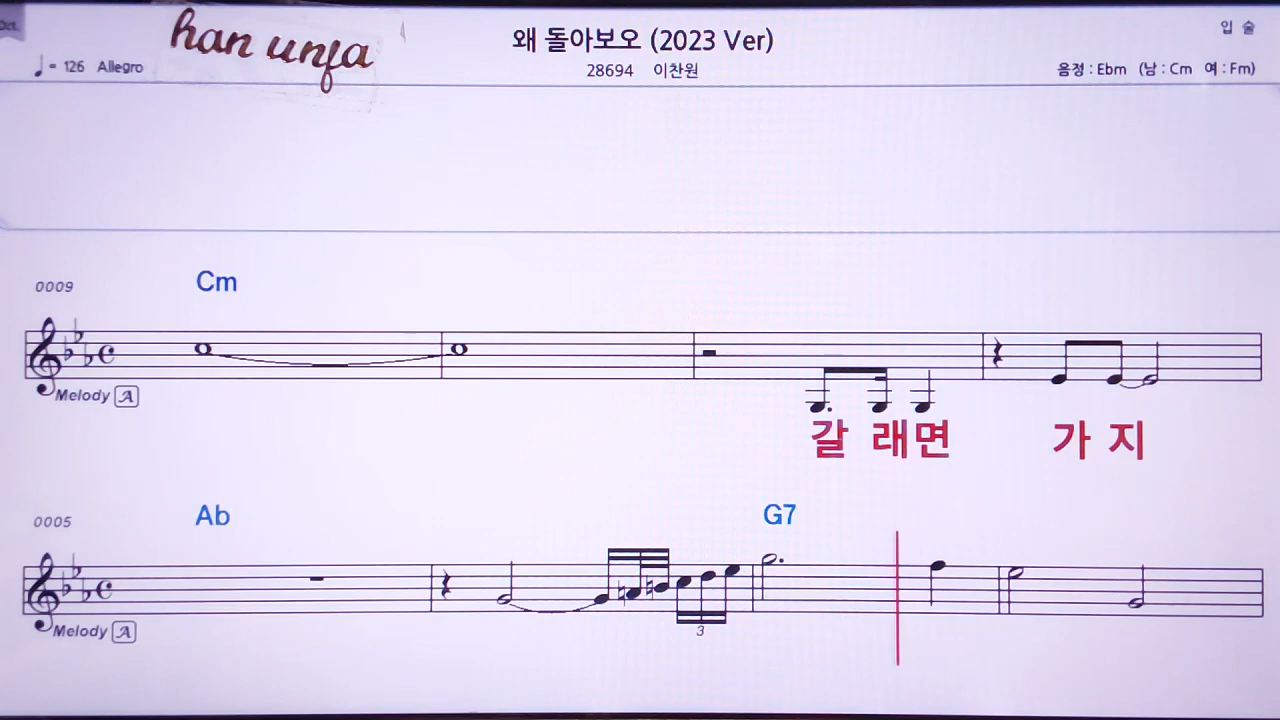 Oct.
han unfa
왜 돌아보오 (2023 Ver)
입 술
♩= 126 Allegro
28694 이찬원
음정 : Ebm (남 : Cm 여 : Fm)
0009
Cm
Melody A
갈 래면 가 지
0005
Ab G7
Melody A
3